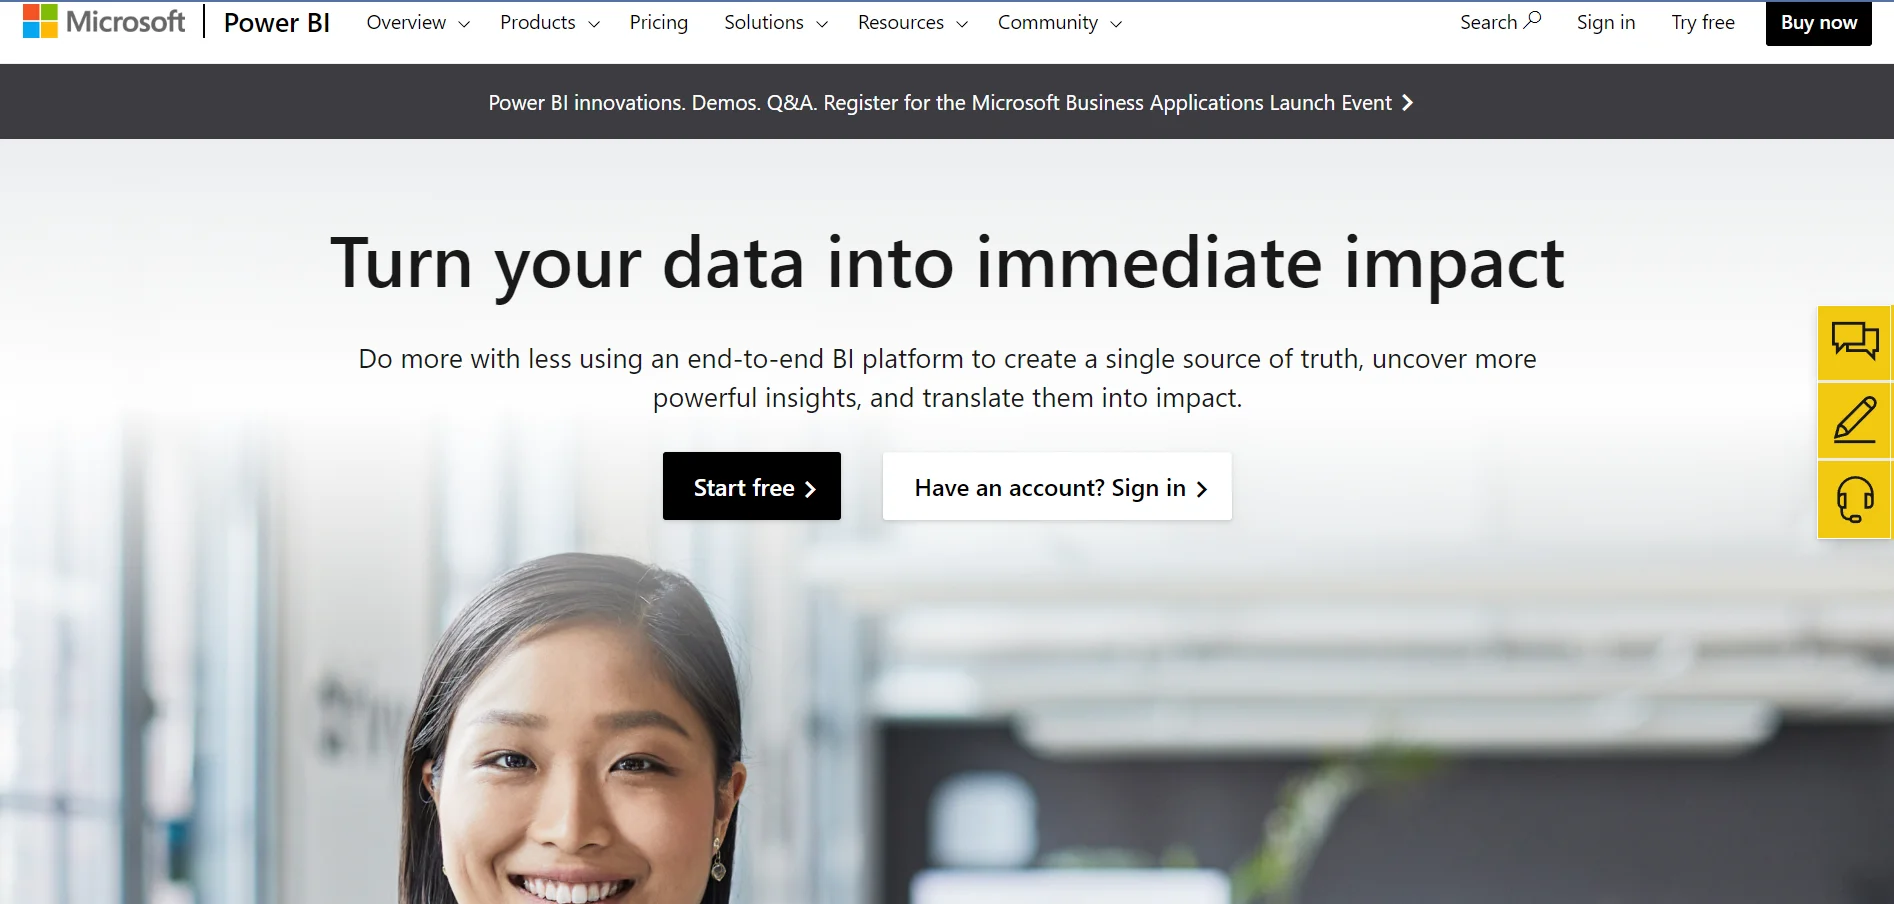 Microsoft Power BI Overview Products Pricing Solutions Resources Community Search Sign in Try free Buy now
Power BI innovations. Demos. Q&A. Register for the Microsoft Business Applications Launch Event
Turn your data into immediate impact
Do more with less using an end-to-end BI platform to create a single source of truth, uncover more
powerful insights, and translate them into impact.
Start free Have an account? Sign in